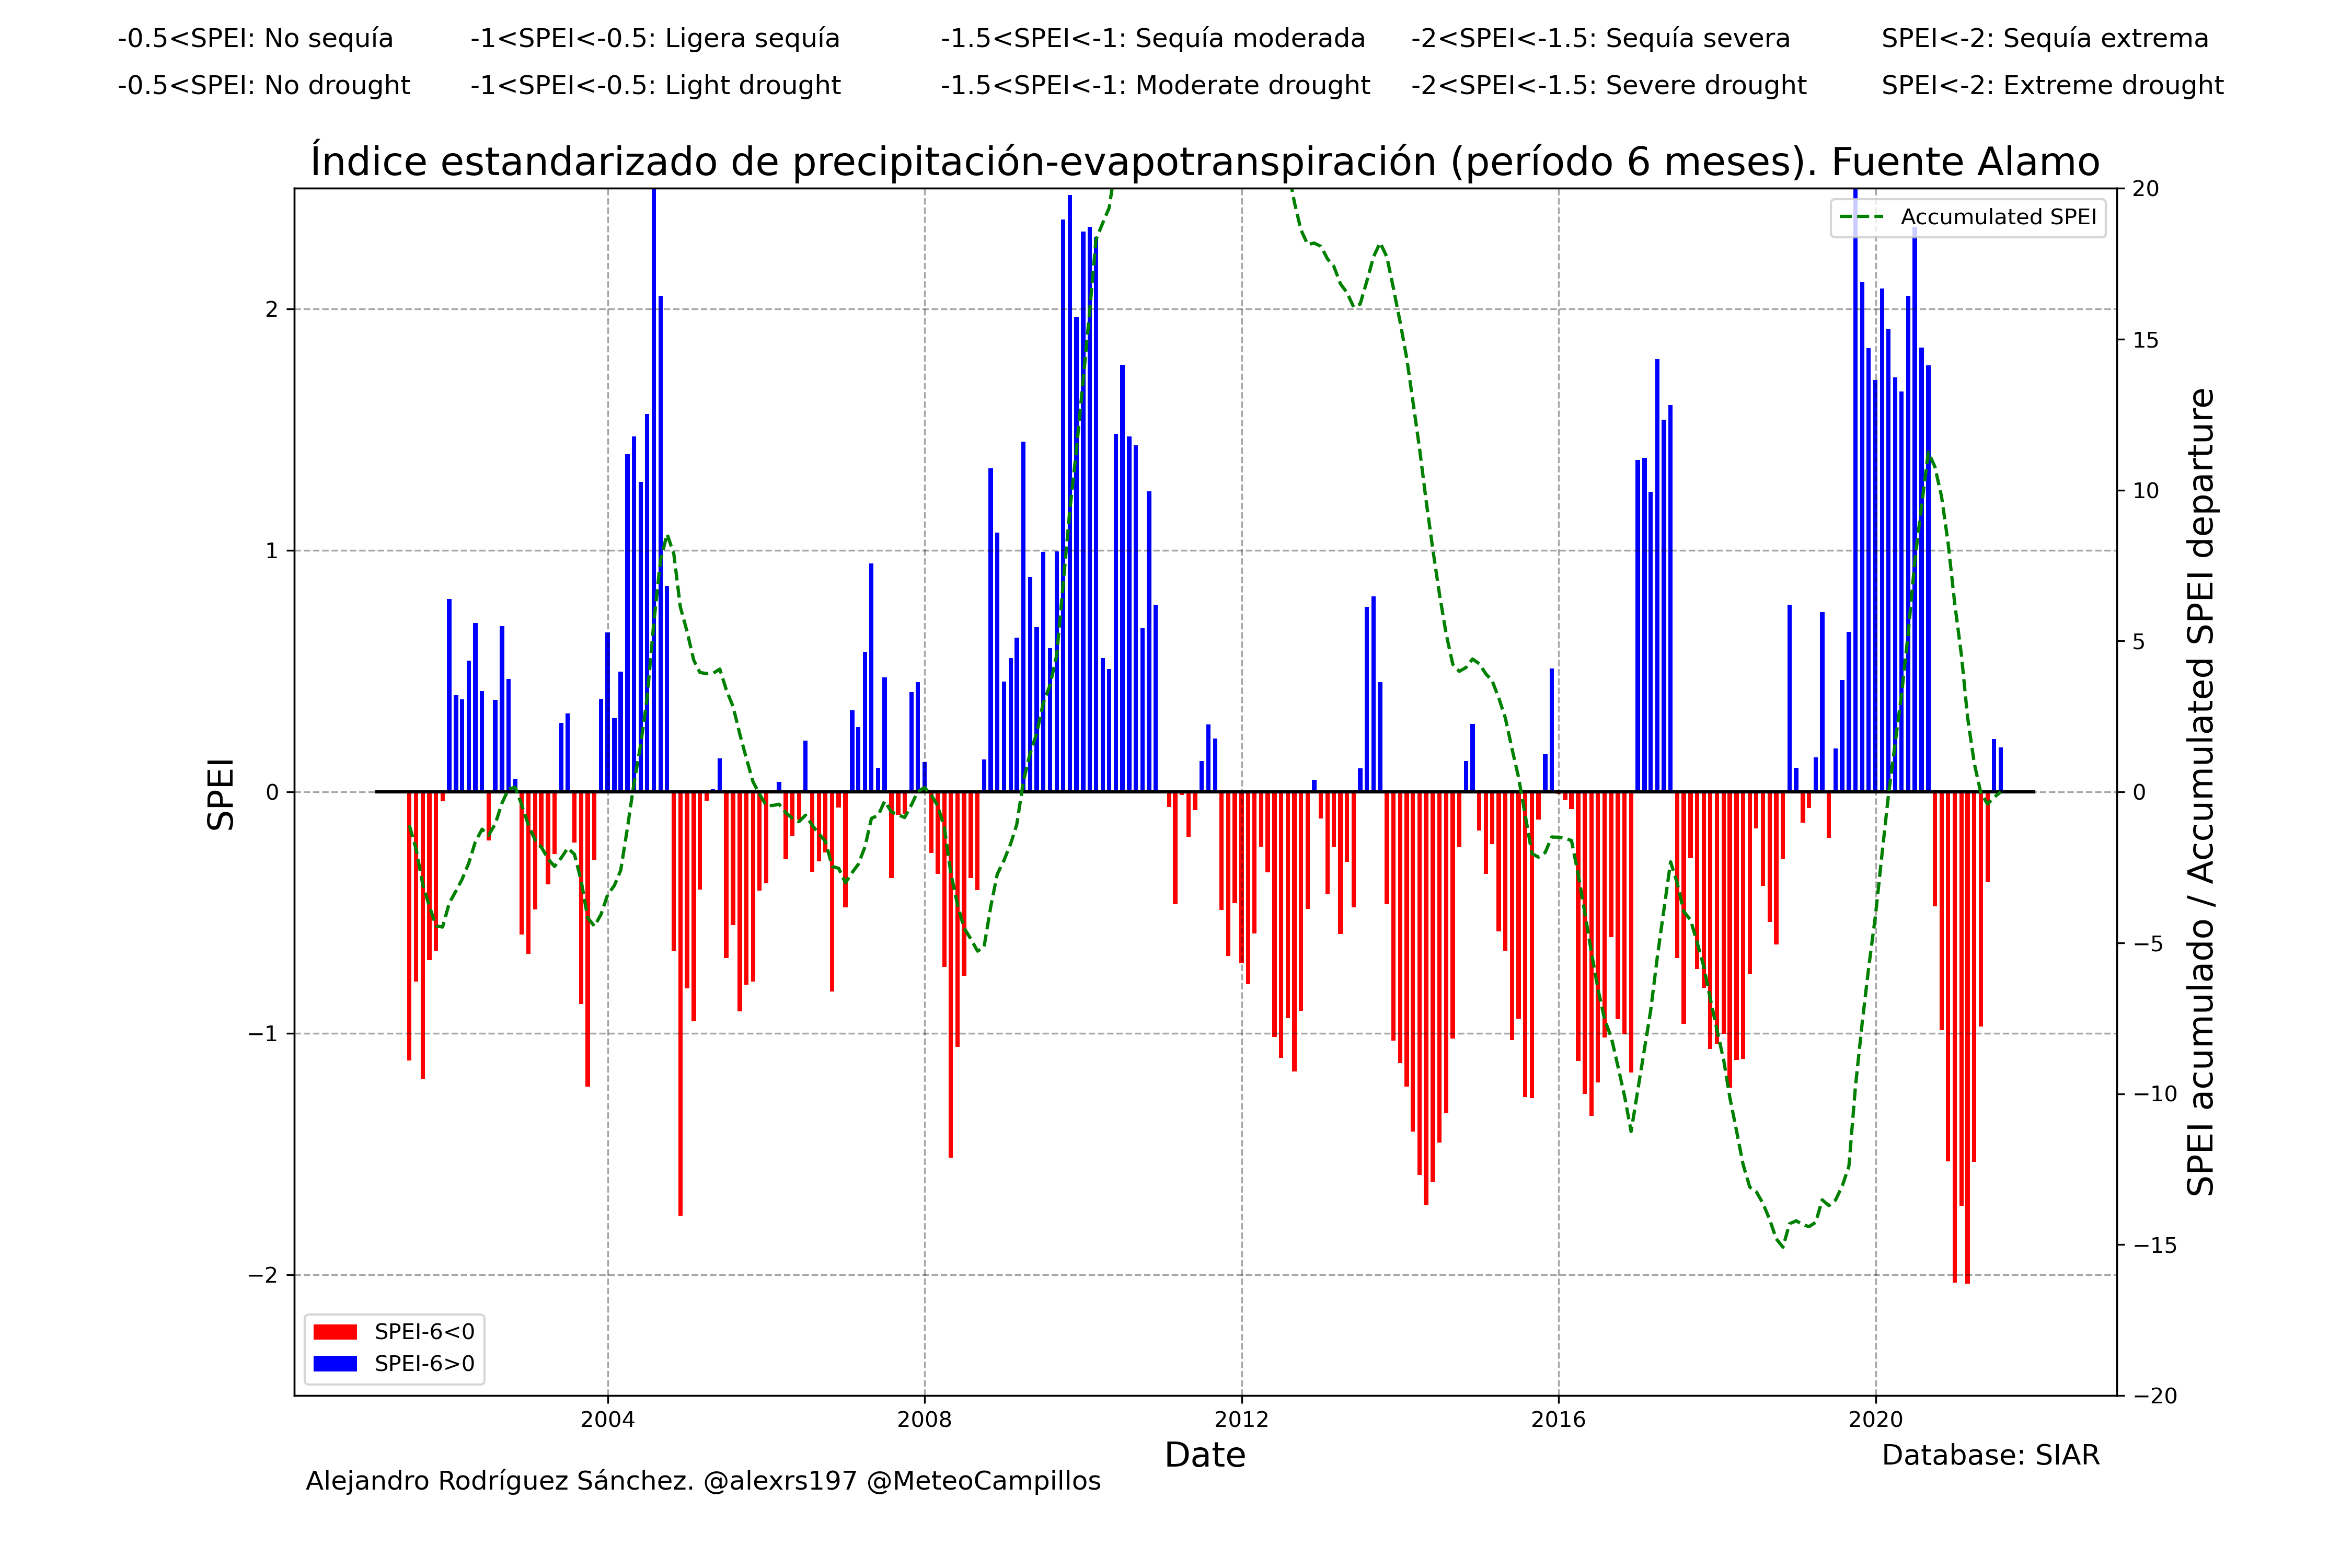 -0.5<SPEI: No sequía -1<SPEI<-0.5: Ligera sequía -1.5<SPEI<-1: Sequía moderada -2<SPEI<-1.5: Sequía severa SPEI<-2: Sequía extrema
-0.5<SPEI: No drought -1<SPEI<-0.5: Light drought -1.5<SPEI<-1: Moderate drought -2<SPEI<-1.5: Severe drought SPEI<-2: Extreme drought
Índice estandarizado de precipitación-evapotranspiración (período 6 meses). Fuente Alamo
Accumulated SPEI
SPEI
2
1
0
−1
−2
20
15
10
5
0
−5
−10
−15
−20
SPEI acumulado / Accumulated SPEI departure
SPEI-6<0
SPEI-6>0
2004 2008 2012 2016 2020
Date
Database: SIAR
Alejandro Rodríguez Sánchez. @alexrs197 @MeteoCampillos